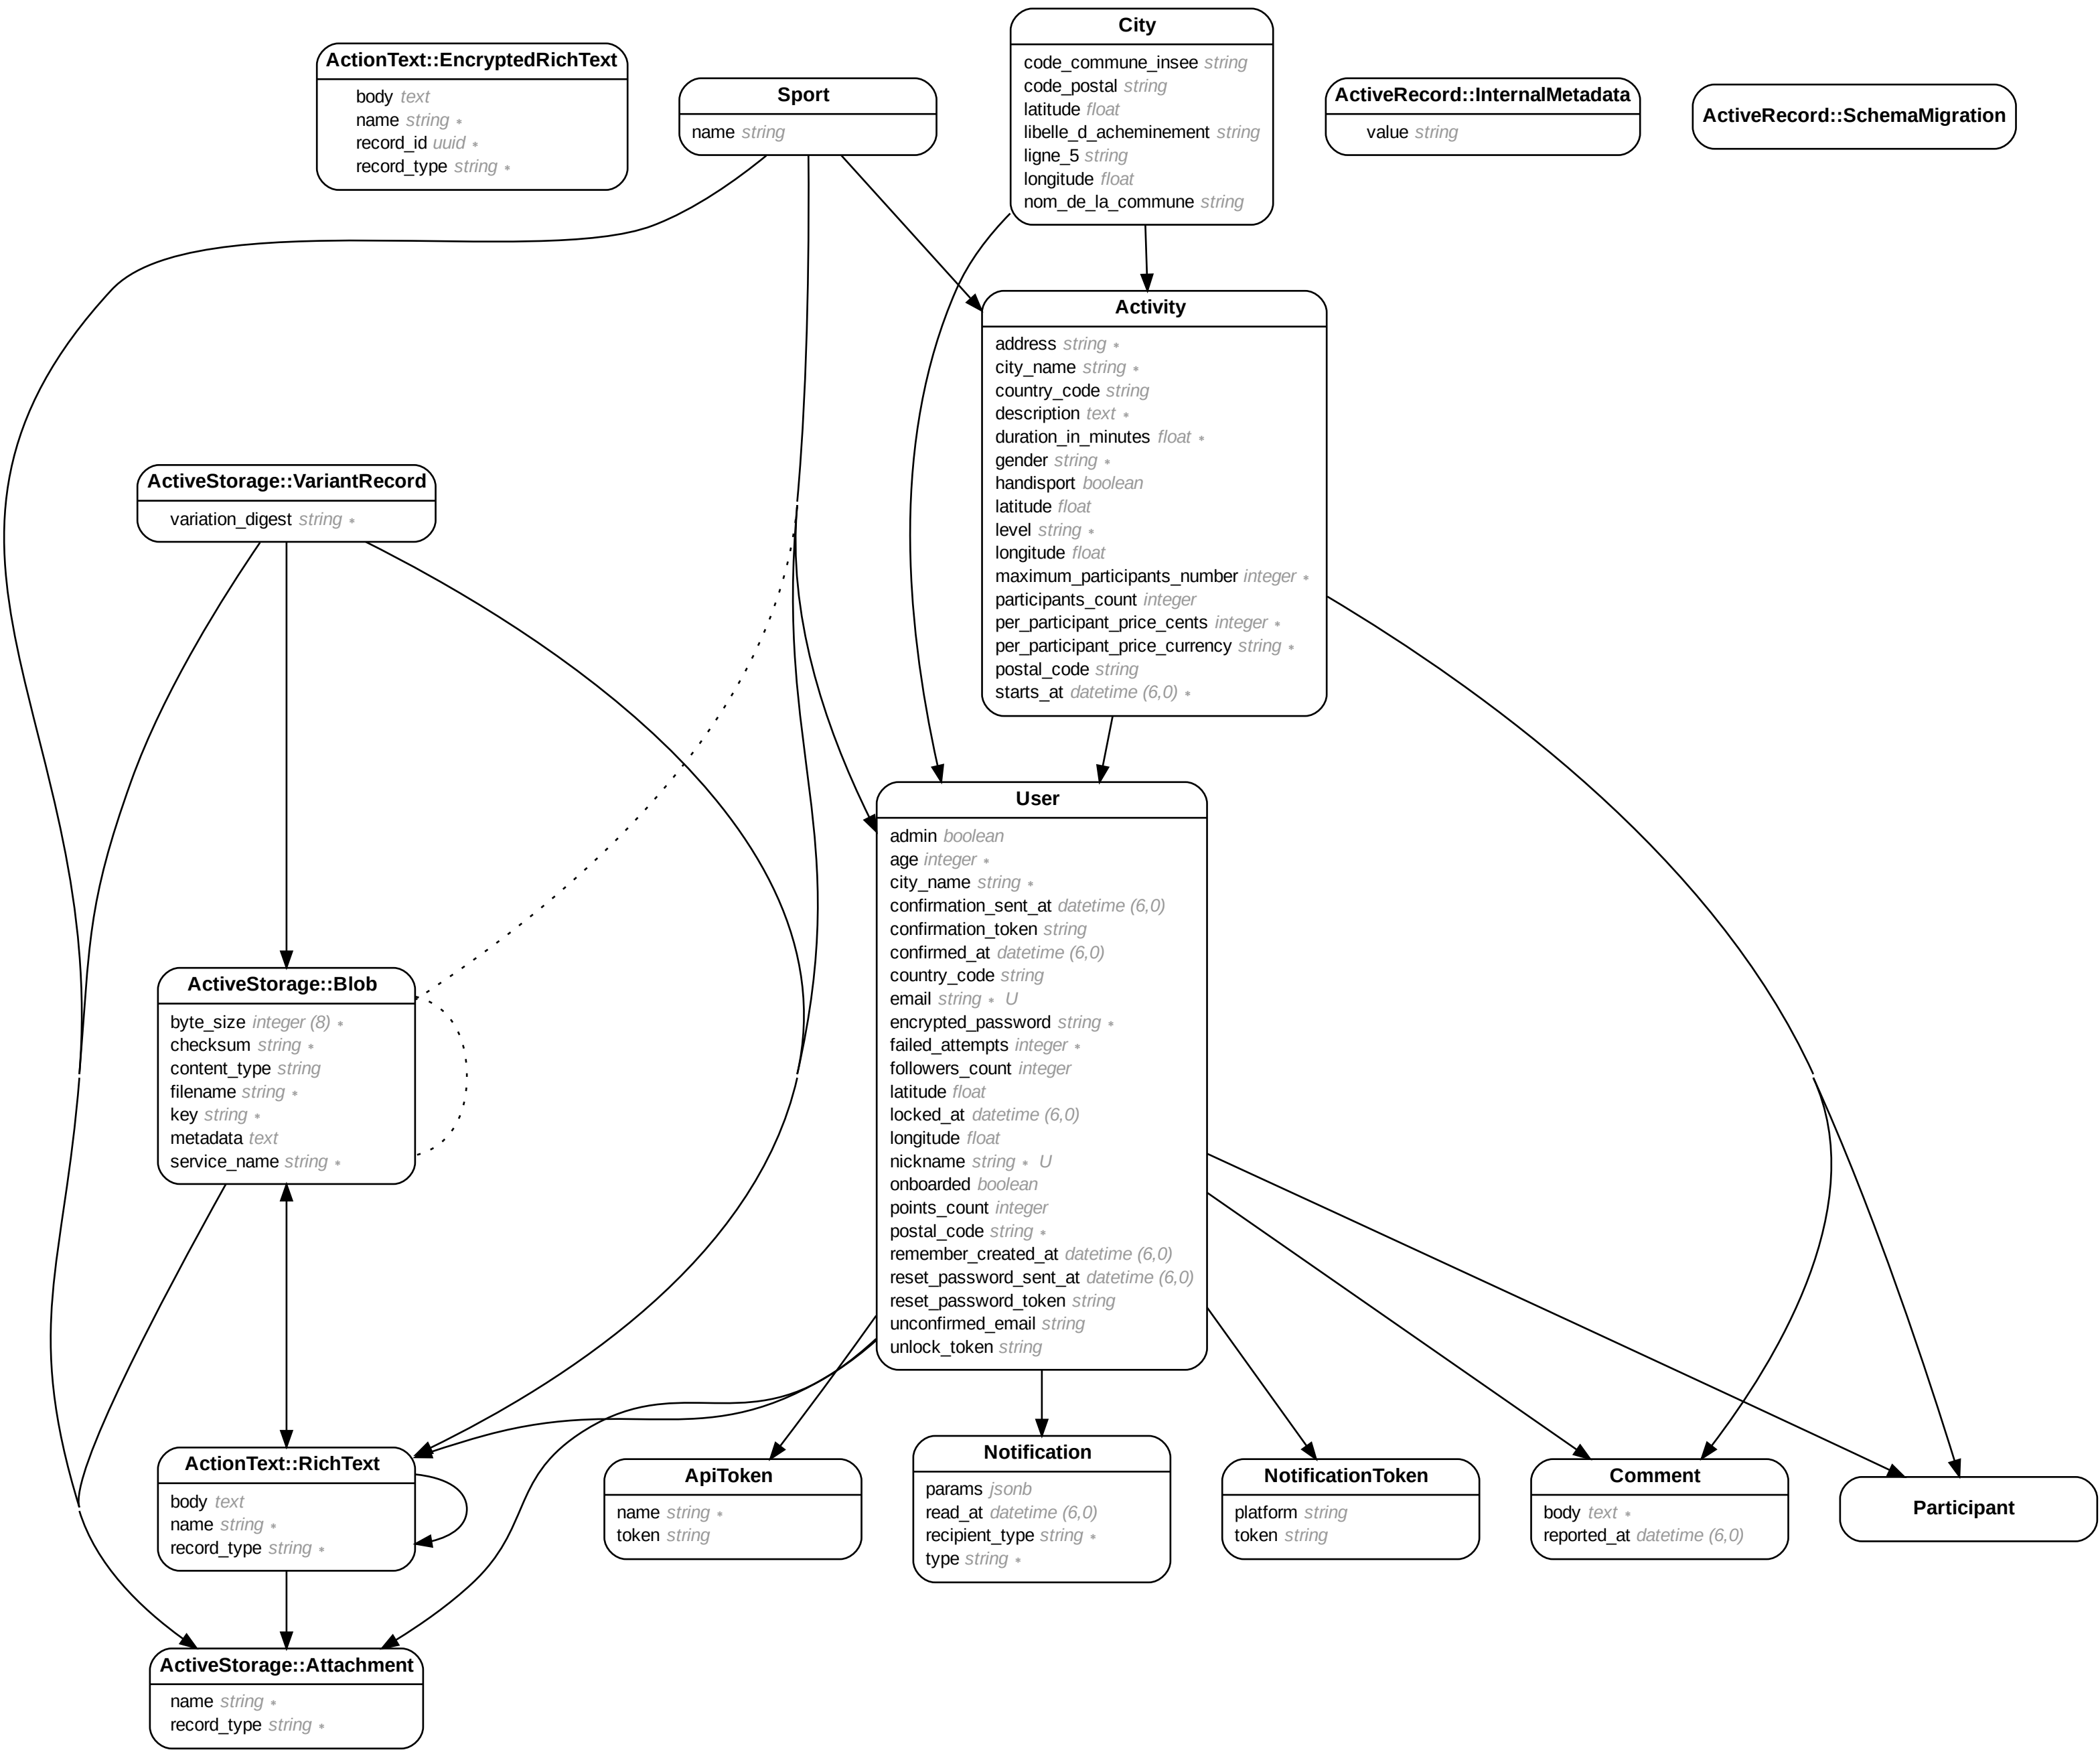 City
code_commune_insee string
code_postal string
latitude float
libelle_d_acheminement string
ligne_5 string
longitude float
nom_de_la_commune string
ActionText::EncryptedRichText
body text
name string *
record_id uuid *
record_type string *
Sport
name string
ActiveRecord::InternalMetadata
value string
ActiveRecord::SchemaMigration
Activity
address string *
city_name string *
country_code string
description text *
duration_in_minutes float *
gender string *
handisport boolean
latitude float
level string *
longitude float
maximum_participants_number integer *
participants_count integer
per_participant_price_cents integer *
per_participant_price_currency string *
postal_code string
starts_at datetime (6,0) *
ActiveStorage::VariantRecord
variation_digest string *
User
admin boolean
age integer *
city_name string *
confirmation_sent_at datetime (6,0)
confirmation_token string
confirmed_at datetime (6,0)
country_code string
email string * U
encrypted_password string *
failed_attempts integer *
followers_count integer
latitude float
locked_at datetime (6,0)
longitude float
nickname string * U
onboarded boolean
points_count integer
postal_code string *
remember_created_at datetime (6,0)
reset_password_sent_at datetime (6,0)
reset_password_token string
unconfirmed_email string
unlock_token string
ActiveStorage::Blob
byte_size integer (8) *
checksum string *
content_type string
filename string *
key string *
metadata text
service_name string *
ActionText::RichText
body text
name string *
record_type string *
ApiToken
name string *
token string
Notification
params jsonb
read_at datetime (6,0)
recipient_type string *
type string *
NotificationToken
platform string
token string
Comment
body text *
reported_at datetime (6,0)
Participant
ActiveStorage::Attachment
name string *
record_type string *